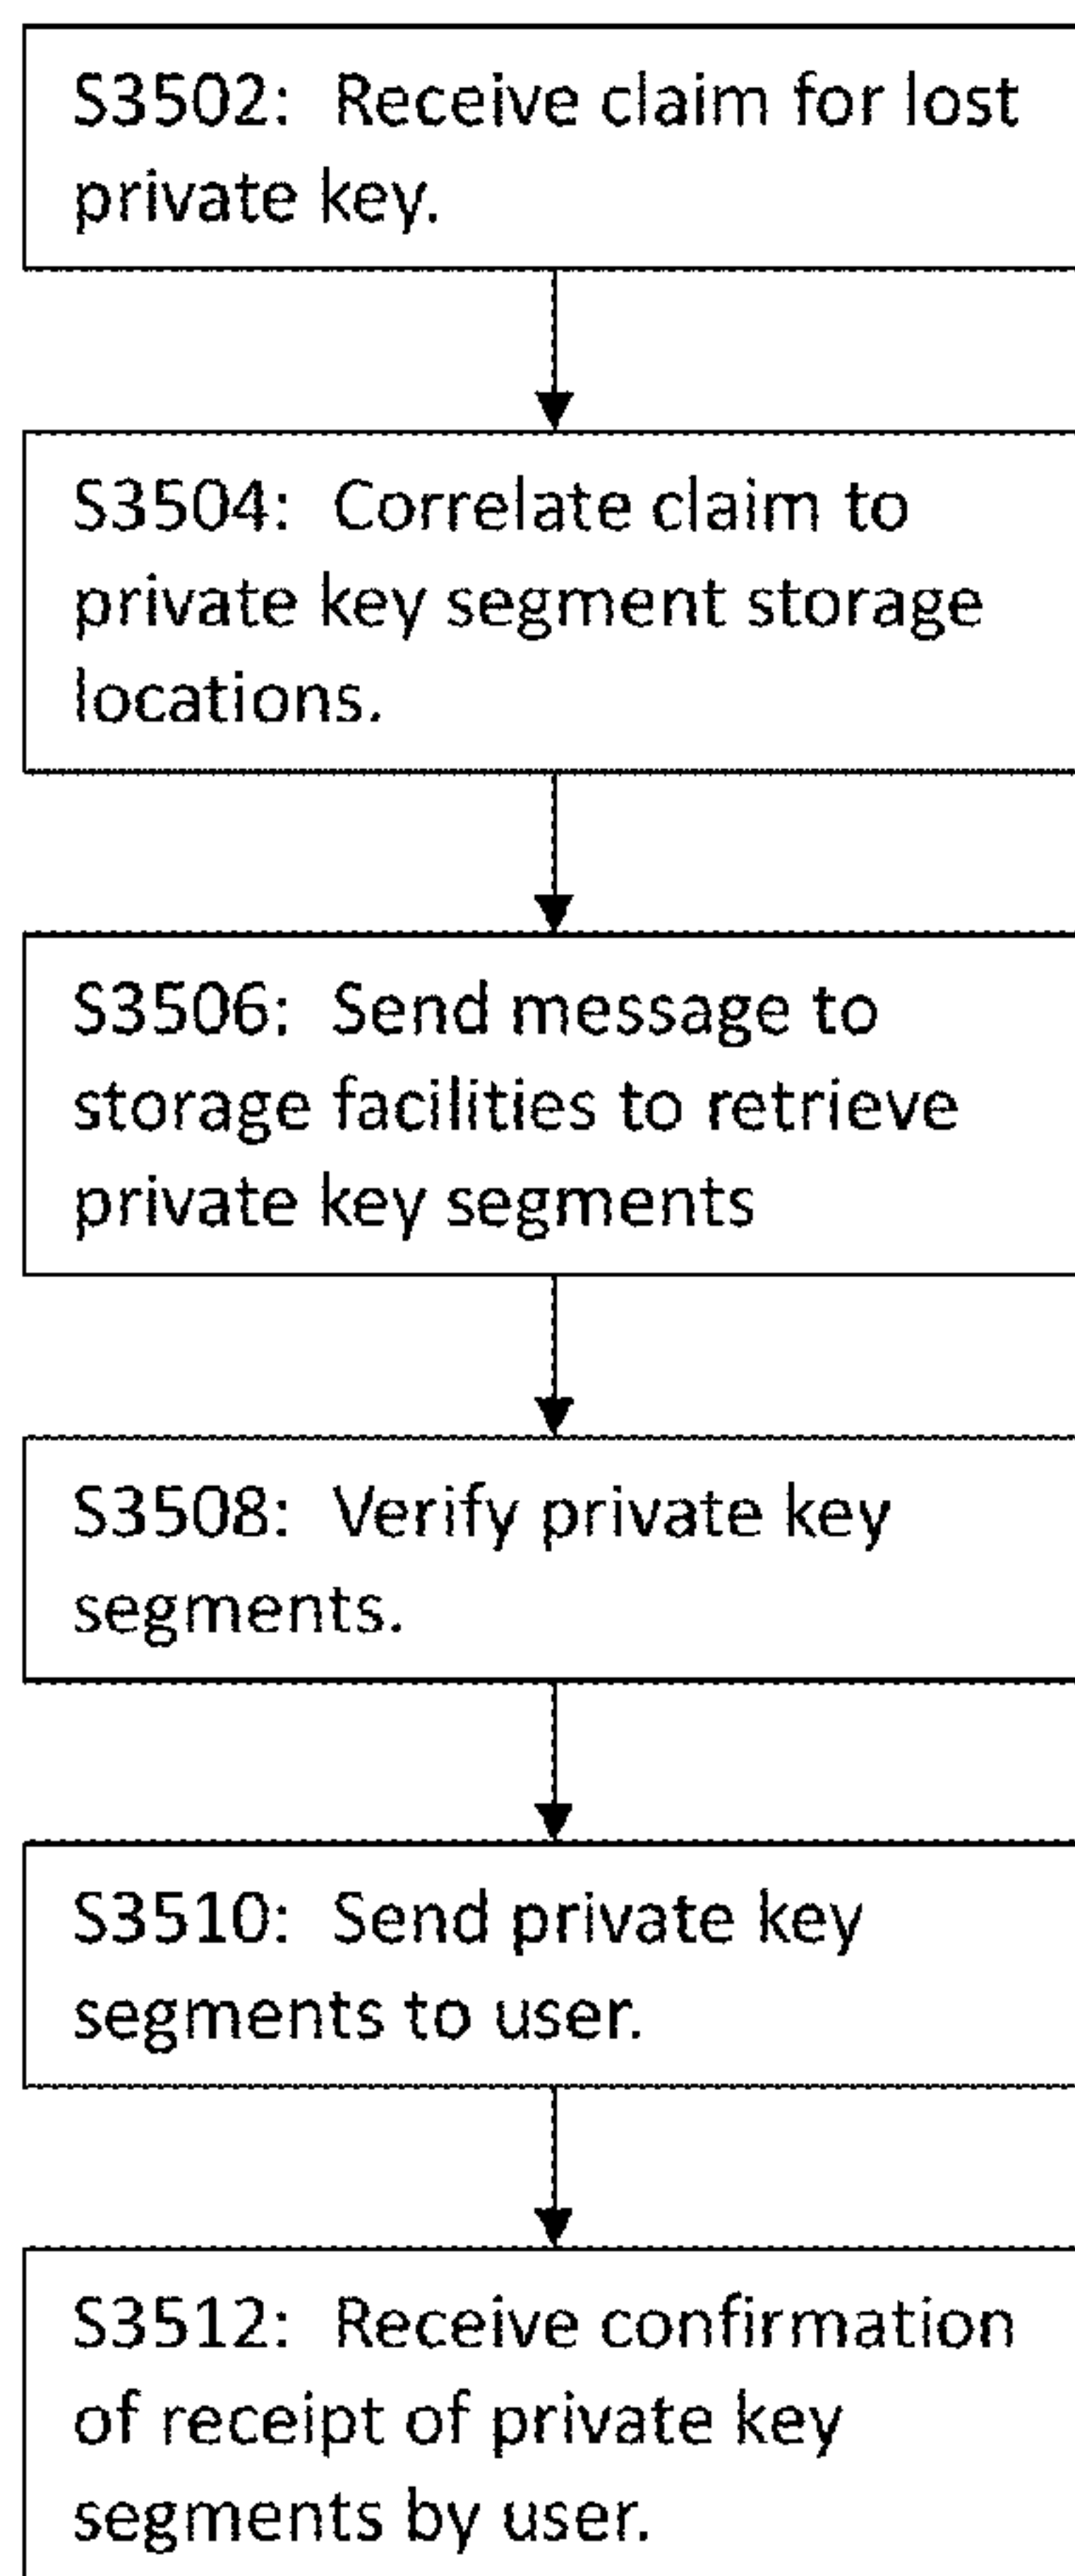 S3502:  Receive claim for lost
private key.
S3504:  Correlate claim to
private key segment storage
locations.
S3506:  Send message to
storage facilities to retrieve
private key segments
S3508:  Verify private key
segments.
S3510:  Send private key
segments to user.
S3512:  Receive confirmation
of receipt of private key
segments by user.